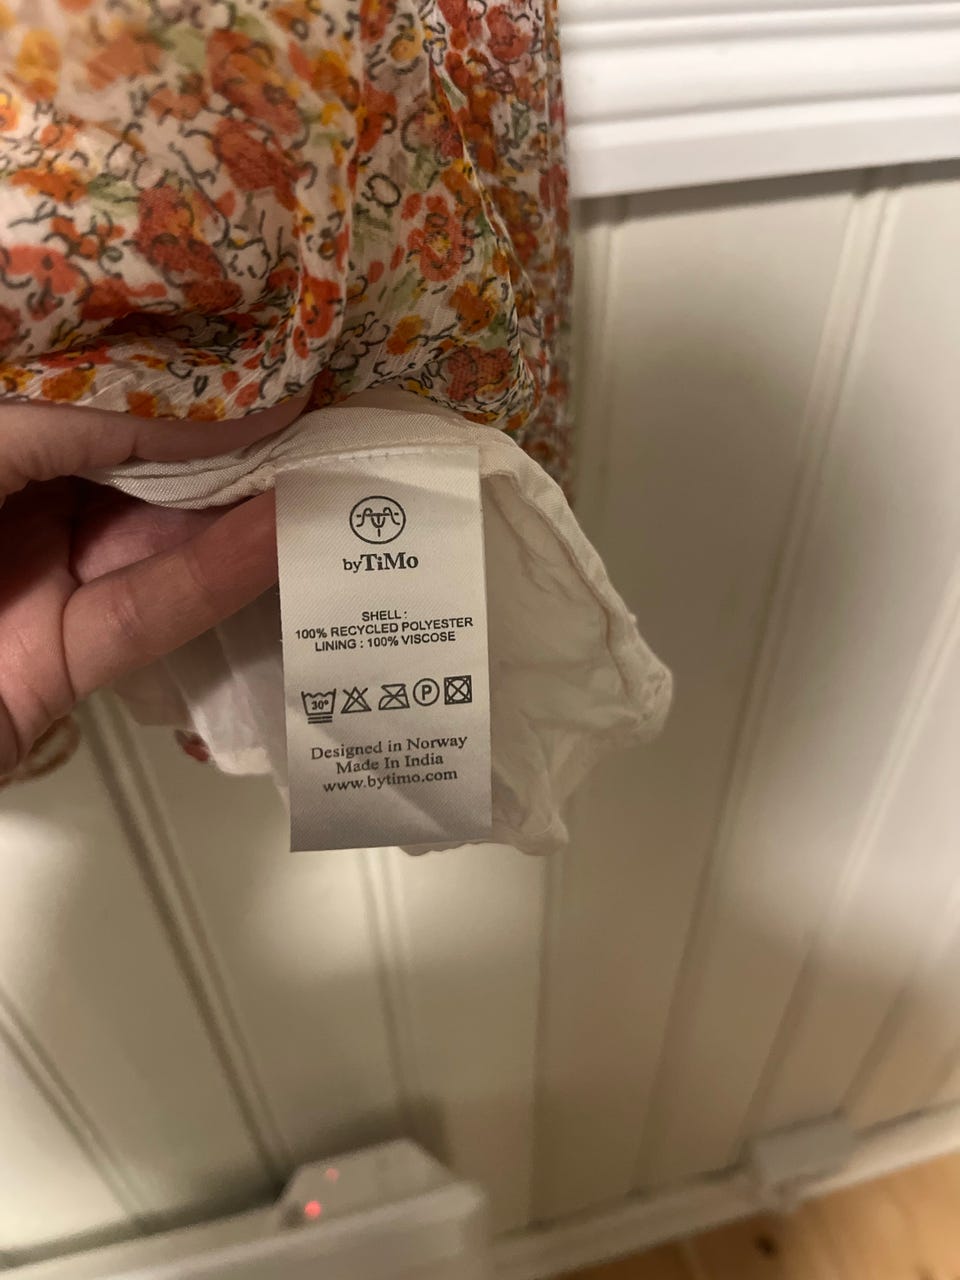 byTiMo
SHELL :
100% RECYCLED POLYESTER
LINING : 100% VISCOSE
30° P
Designed in Norway
Made In India
www.bytimo.com